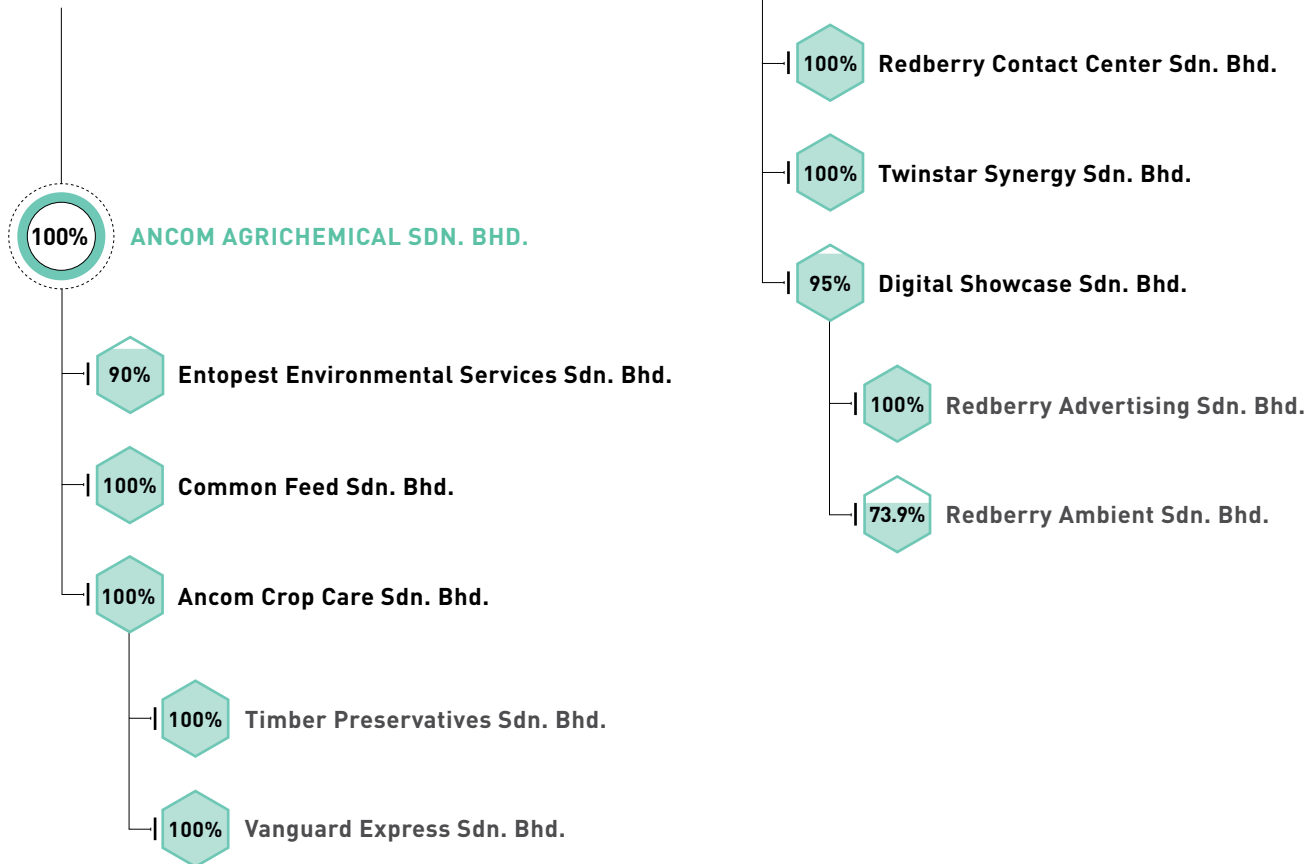 100% ANCOM AGRICHEMICAL SDN. BHD.
90% Entopest Environmental Services Sdn. Bhd.
100% Common Feed Sdn. Bhd.
100% Ancom Crop Care Sdn. Bhd.
100% Timber Preservatives Sdn. Bhd.
100% Vanguard Express Sdn. Bhd.
100% Redberry Contact Center Sdn. Bhd.
100% Twinstar Synergy Sdn. Bhd.
95% Digital Showcase Sdn. Bhd.
100% Redberry Advertising Sdn. Bhd.
73.9% Redberry Ambient Sdn. Bhd.